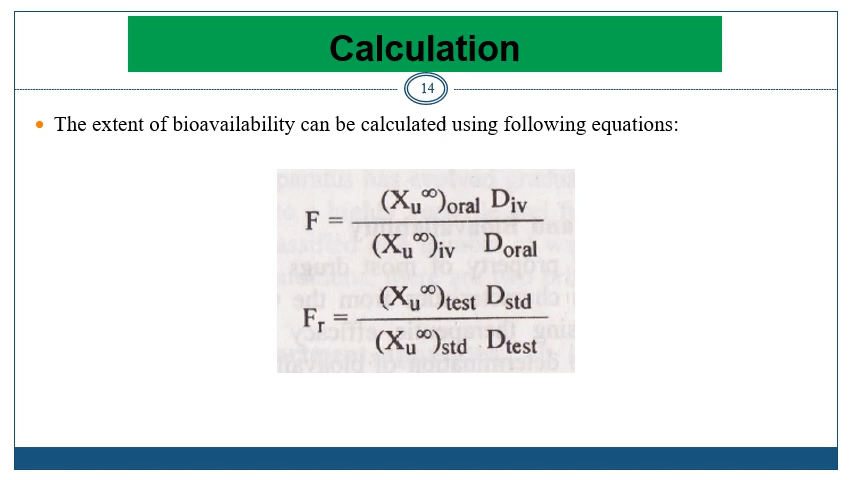 Calculation
14
The extent of bioavailability can be calculated using following equations:
F = (Xu∞)oral Div
(Xu∞)iv Doral
Fr = (Xu∞)test Dstd
(Xu∞)std Dtest